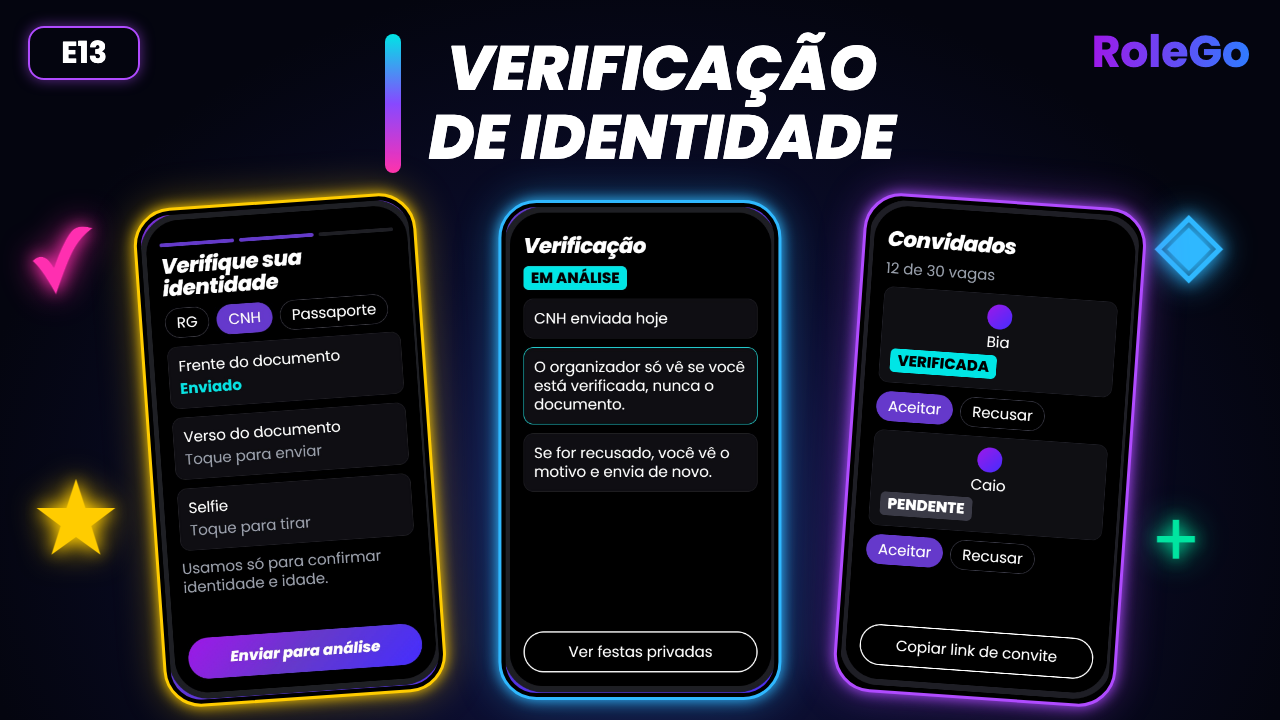 E13
VERIFICAÇÃO
DE IDENTIDADE
RoleGo
Verifique sua
identidade
RG
CNH
Passaporte
Frente do documento
Enviado
Verso do documento
Toque para enviar
Selfie
Toque para tirar
Usamos só para confirmar
identidade e idade.
Enviar para análise
Verificação
EM ANÁLISE
CNH enviada hoje
O organizador só vê se você
está verificada, nunca o
documento.
Se for recusado, você vê o
motivo e envia de novo.
Ver festas privadas
Convidados
12 de 30 vagas
Bia
VERIFICADA
Aceitar
Recusar
Caio
PENDENTE
Aceitar
Recusar
Copiar link de convite